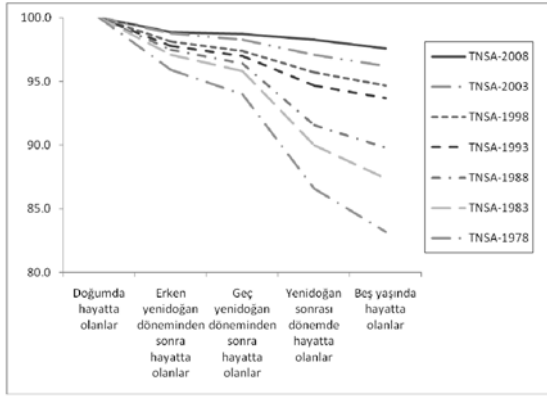 100.0
95.0
90.0
85.0
80.0
Doğumda
hayatta
olanlar
Erken
yenidoğan
döneminden
sonra
hayatta
olanlar
Geç
yenidoğan
döneminden
sonra
hayatta
olanlar
Yenidoğan
sonrası
dönemde
hayatta
olanlar
Beş yaşında
hayatta
olanlar
TNSA-2008
TNSA-2003
TNSA-1998
TNSA-1993
TNSA-1988
TNSA-1983
TNSA-1978